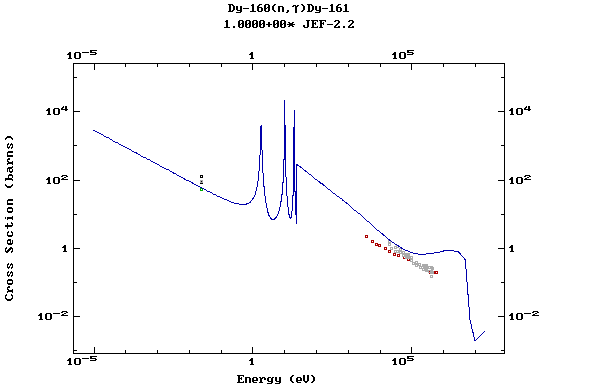 Dy-160(n,γ)Dy-161
1.0000+00* JEF-2.2
10⁻⁵ 1 10⁵
10⁴ 10⁴
10² 10²
1 1
10⁻² 10⁻²
10⁻⁵ 1 10⁵
Cross Section (barns)
Energy (eV)